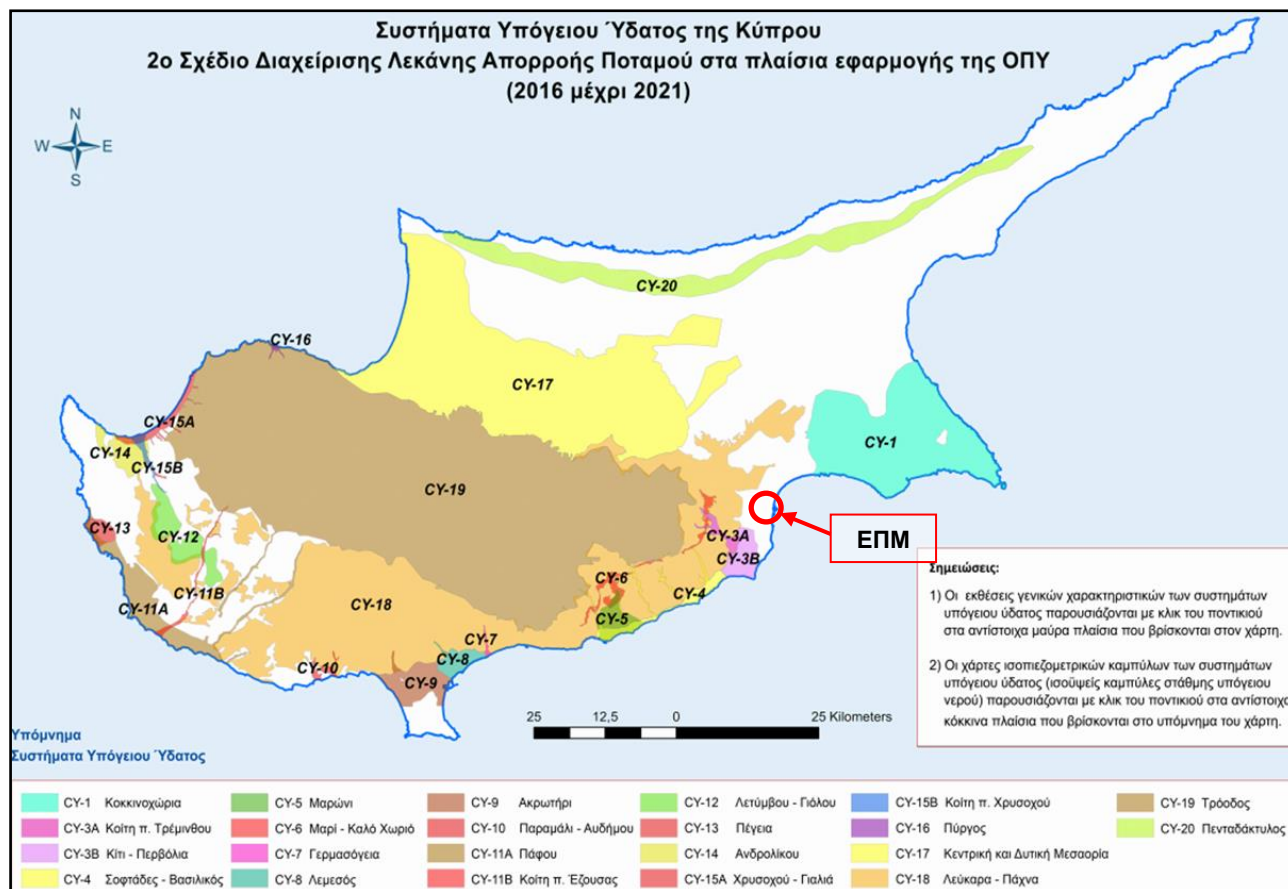 Συστήματα Υπόγειου Ύδατος της Κύπρου
2ο Σχέδιο Διαχείρισης Λεκάνης Απορροής Ποταμού στα πλαίσια εφαρμογής της ΟΠΥ
(2016 μέχρι 2021)
N
W E
S
CY-20
CY-16
CY-17
CY-15A
CY-1
CY-14
CY-15B
CY-19
CY-13
CY-12
CY-3A
ΕΠΜ
CY-3B
CY-6
CY-4
CY-11B
CY-11A
CY-18
CY-5
CY-7
CY-8
CY-10
CY-9
Σημειώσεις:
1) Οι εκθέσεις γενικών χαρακτηριστικών των συστημάτων
υπόγειου ύδατος παρουσιάζονται με κλικ του ποντικιού
στα αντίστοιχα μαύρα πλαίσια που βρίσκονται στον χάρτη.
2) Οι χάρτες ισοπιεζομετρικών καμπύλων των συστημάτων
υπόγειου ύδατος (ισοϋψείς καμπύλες στάθμης υπόγειου
νερού) παρουσιάζονται με κλικ του ποντικιού στα αντίστοιχα
κόκκινα πλαίσια που βρίσκονται στο υπόμνημα του χάρτη.
25 12,5 0 25 Kilometers
Υπόμνημα
Συστήματα Υπόγειου Ύδατος
CY-1 Κοκκινοχώρια
CY-3A Κοίτη π. Τρέμινθου
CY-3B Κίτι - Περβόλια
CY-4 Σοφτάδες - Βασιλικός
CY-5 Μαρώνι
CY-6 Μαρί - Καλό Χωριό
CY-7 Γερμασόγεια
CY-8 Λεμεσός
CY-9 Ακρωτήρι
CY-10 Παραμάλι - Αυδήμου
CY-11A Πάφου
CY-11B Κοίτη π. Έζουσας
CY-12 Λετύμβου - Γιόλου
CY-13 Πέγεια
CY-14 Ανδρολίκου
CY-15A Χρυσοχού - Γιαλιά
CY-15B Κοίτη π. Χρυσοχού
CY-16 Πύργος
CY-17 Κεντρική και Δυτική Μεσαορία
CY-18 Λεύκαρα - Πάχνα
CY-19 Τρόοδος
CY-20 Πενταδάκτυλος